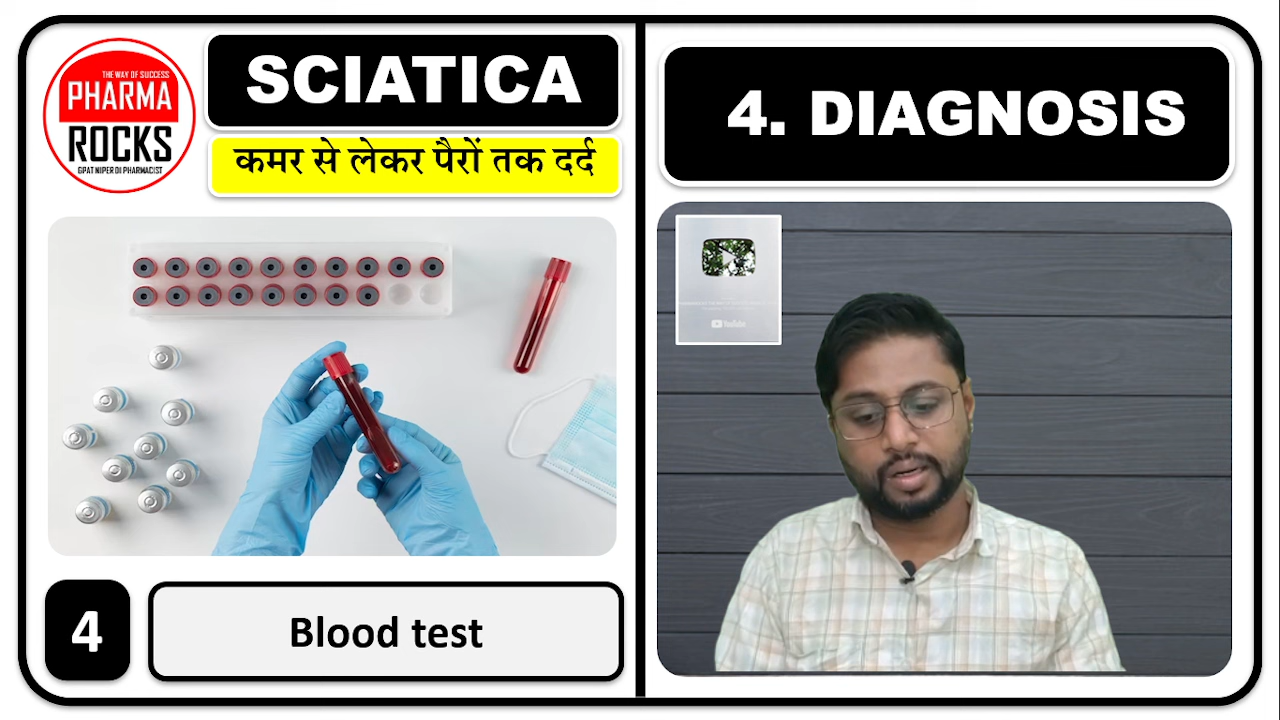 THE WAY OF SUCCESS
PHARMA
ROCKS
GPAT NIPER DI PHARMACIST
SCIATICA
कमर से लेकर पैरों तक दर्द
4. DIAGNOSIS
YouTube
4
Blood test